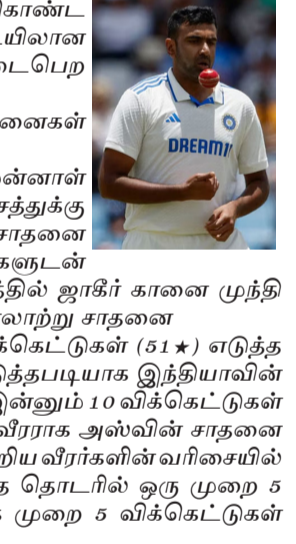 கொண்ட
யிலான
டைபெற
னைகள்
ன்னாள்
சத்துக்கு
சாதனை
களுடன்
DREAM11
த்தில் ஜாகீர் கானை முந்தி
லாற்று சாதனை
க்கெட்டுகள் (51★) எடுத்த
டுத்தபடியாக இந்தியாவின்
இன்னும் 10 விக்கெட்டுகள்
வீரராக அஸ்வின் சாதனை
றிய வீரர்களின் வரிசையில்
த தொடரில் ஒரு முறை 5
முறை 5 விக்கெட்டுகள்